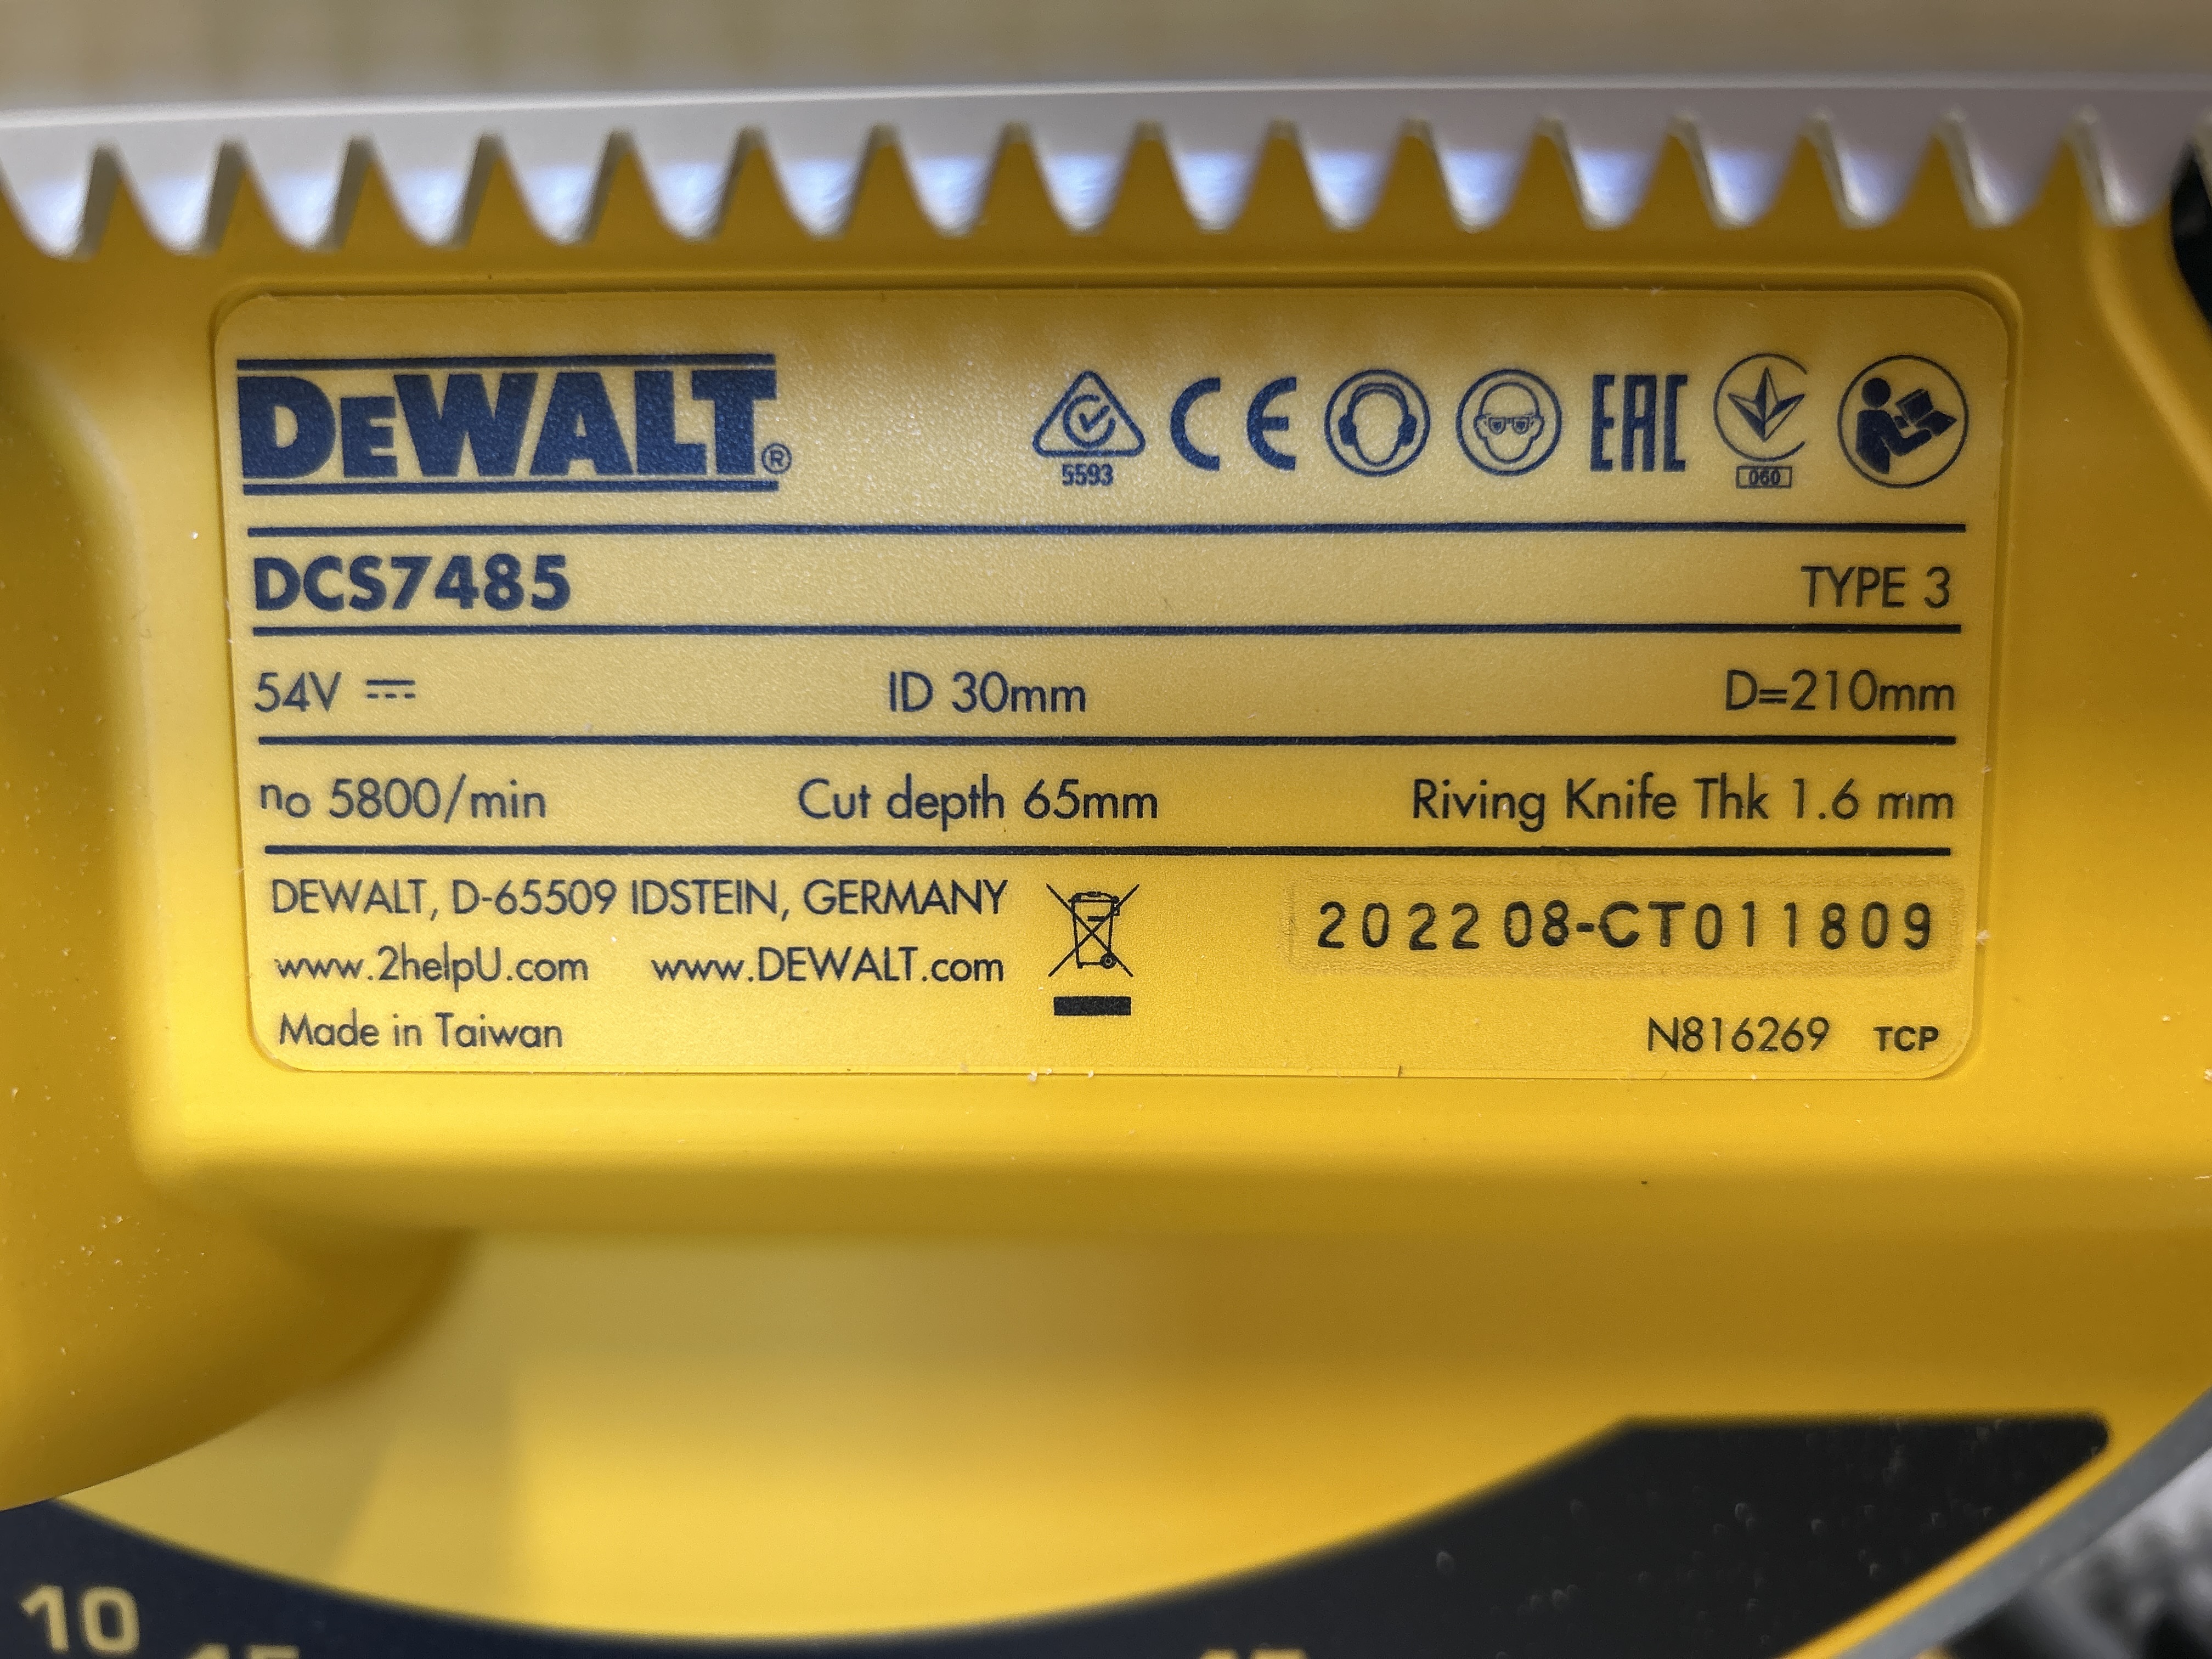 DEWALT®
5593 CE EAC 060
DCS7485 TYPE 3
54V ⎓ ID 30mm D=210mm
no 5800/min Cut depth 65mm Riving Knife Thk 1.6 mm
DEWALT, D-65509 IDSTEIN, GERMANY
www.2helpU.com www.DEWALT.com
2022 08-CT011809
Made in Taiwan
N816269 TCP
10